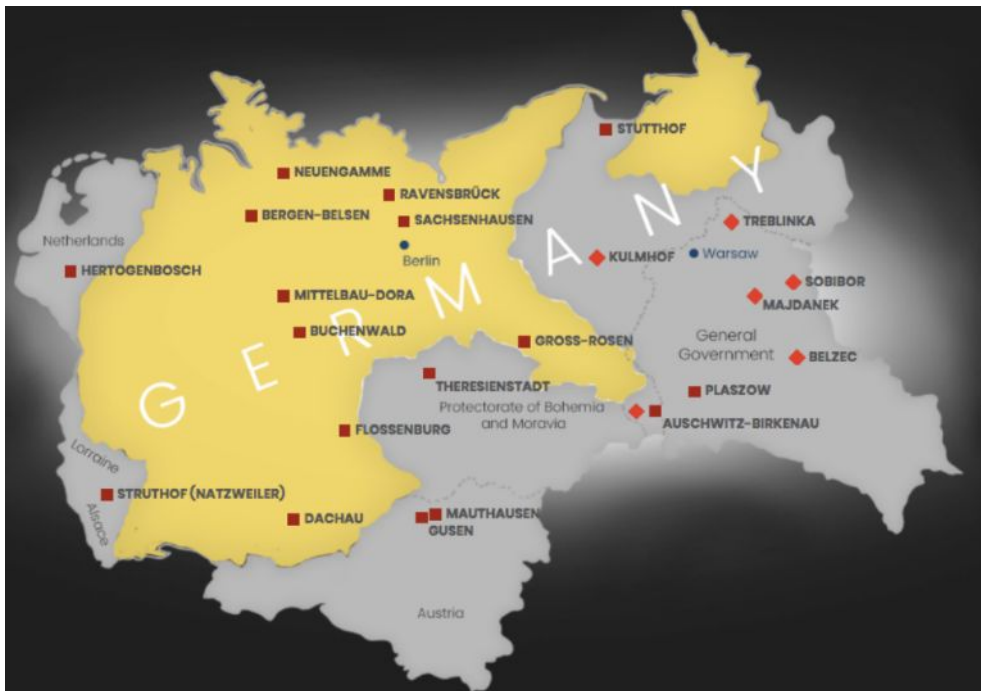 STUTTHOF
NEUENGAMME
RAVENSBRÜCK
BERGEN-BELSEN
SACHSENHAUSEN
TREBLINKA
Netherlands
Berlin
KULMHOF
Warsaw
HERTOGENBOSCH
SOBIBOR
MITTELBAU-DORA
MAJDANEK
BUCHENWALD
GROSS-ROSEN
General
Government
BELZEC
GERMANY
THERESIENSTADT
PLASZOW
Protectorate of Bohemia
and Moravia
AUSCHWITZ-BIRKENAU
FLOSSENBURG
Lorraine
Alsace
STRUTHOF (NATZWEILER)
DACHAU
MAUTHAUSEN
GUSEN
Austria